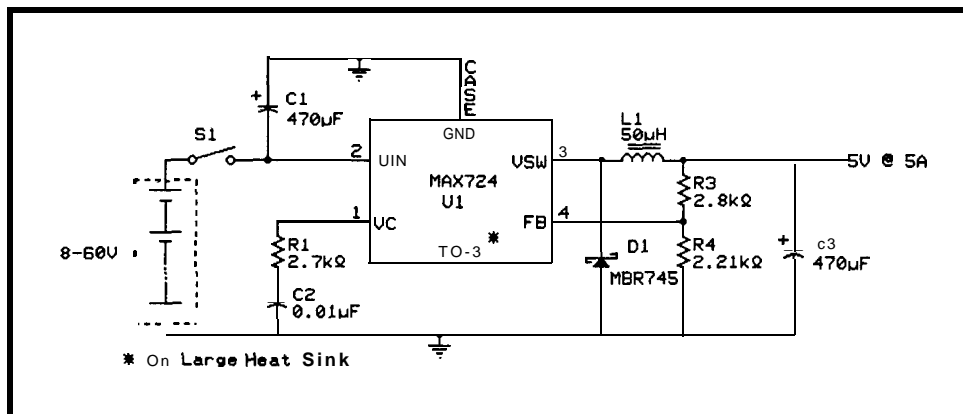 CASE
+ C1
470µF
GND
S1
L1
50µH
2
UIN
VSW
3
5V @ 5A
MAX724
U1
R3
2.8kΩ
1
VC
FB
4
8-60V
R1
2.7kΩ
TO-3
*
D1
MBR745
R4
2.21kΩ
+
c3
470µF
C2
0.01µF
* On Large Heat Sink